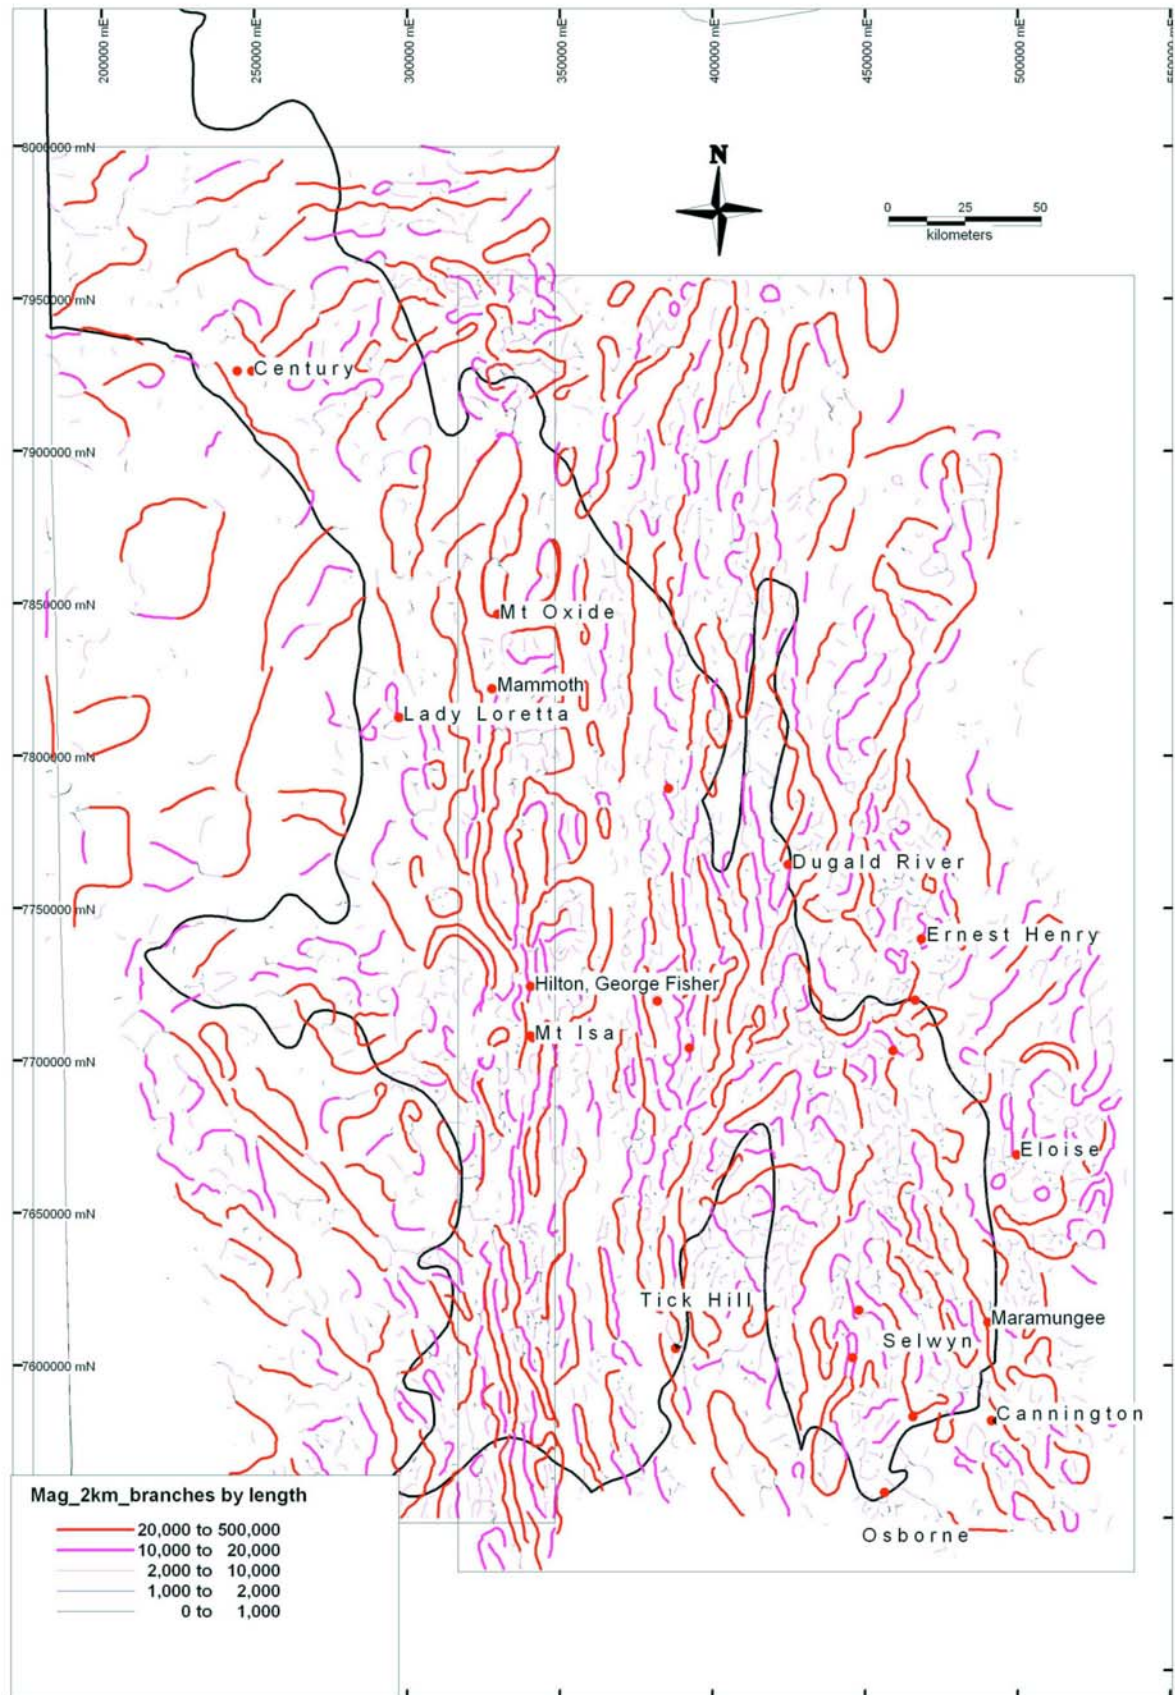 200000 mE
250000 mE
300000 mE
350000 mE
400000 mE
450000 mE
500000 mE
8000000 mN
N
0 25 50
kilometers
7950000 mN
Century
7900000 mN
7850000 mN
Mt Oxide
Mammoth
Lady Loretta
7800000 mN
Dugald River
7750000 mN
Ernest Henry
Hilton, George Fisher
Mt Isa
7700000 mN
Eloise
7650000 mN
Tick Hill
Maramungee
Selwyn
7600000 mN
Cannington
Osborne
Mag_2km_branches by length
20,000 to 500,000
10,000 to 20,000
2,000 to 10,000
1,000 to 2,000
0 to 1,000